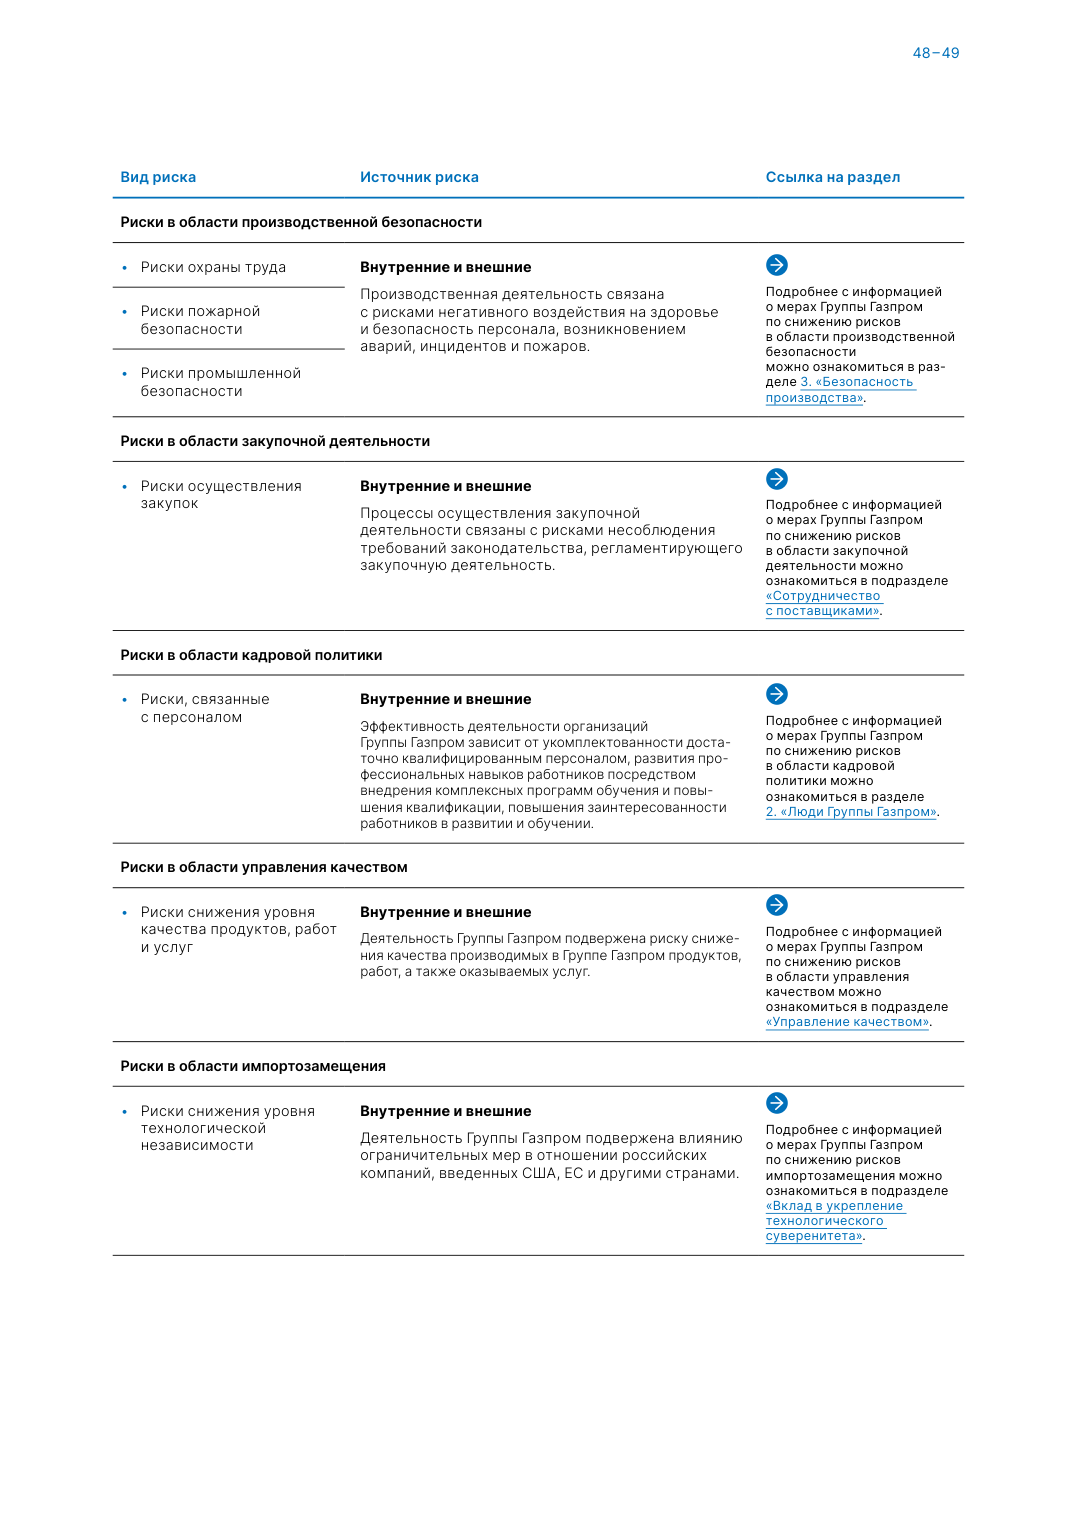 48–49
Вид риска
Источник риска
Ссылка на раздел
Риски в области производственной безопасности
• Риски охраны труда
• Риски пожарной
безопасности
• Риски промышленной
безопасности
Внутренние и внешние
Производственная деятельность связана
с рисками негативного воздействия на здоровье
и безопасность персонала, возникновением
аварий, инцидентов и пожаров.
Подробнее с информацией
о мерах Группы Газпром
по снижению рисков
в области производственной
безопасности
можно ознакомиться в раз-
деле 3. «Безопасность
производства».
Риски в области закупочной деятельности
• Риски осуществления
закупок
Внутренние и внешние
Процессы осуществления закупочной
деятельности связаны с рисками несоблюдения
требований законодательства, регламентирующего
закупочную деятельность.
Подробнее с информацией
о мерах Группы Газпром
по снижению рисков
в области закупочной
деятельности можно
ознакомиться в подразделе
«Сотрудничество
с поставщиками».
Риски в области кадровой политики
• Риски, связанные
с персоналом
Внутренние и внешние
Эффективность деятельности организаций
Группы Газпром зависит от укомплектованности доста-
точно квалифицированным персоналом, развития про-
фессиональных навыков работников посредством
внедрения комплексных программ обучения и повы-
шения квалификации, повышения заинтересованности
работников в развитии и обучении.
Подробнее с информацией
о мерах Группы Газпром
по снижению рисков
в области кадровой
политики можно
ознакомиться в разделе
2. «Люди Группы Газпром».
Риски в области управления качеством
• Риски снижения уровня
качества продуктов, работ
и услуг
Внутренние и внешние
Деятельность Группы Газпром подвержена риску сниже-
ния качества производимых в Группе Газпром продуктов,
работ, а также оказываемых услуг.
Подробнее с информацией
о мерах Группы Газпром
по снижению рисков
в области управления
качеством можно
ознакомиться в подразделе
«Управление качеством».
Риски в области импортозамещения
• Риски снижения уровня
технологической
независимости
Внутренние и внешние
Деятельность Группы Газпром подвержена влиянию
ограничительных мер в отношении российских
компаний, введенных США, ЕС и другими странами.
Подробнее с информацией
о мерах Группы Газпром
по снижению рисков
импортозамещения можно
ознакомиться в подразделе
«Вклад в укрепление
технологического
суверенитета».